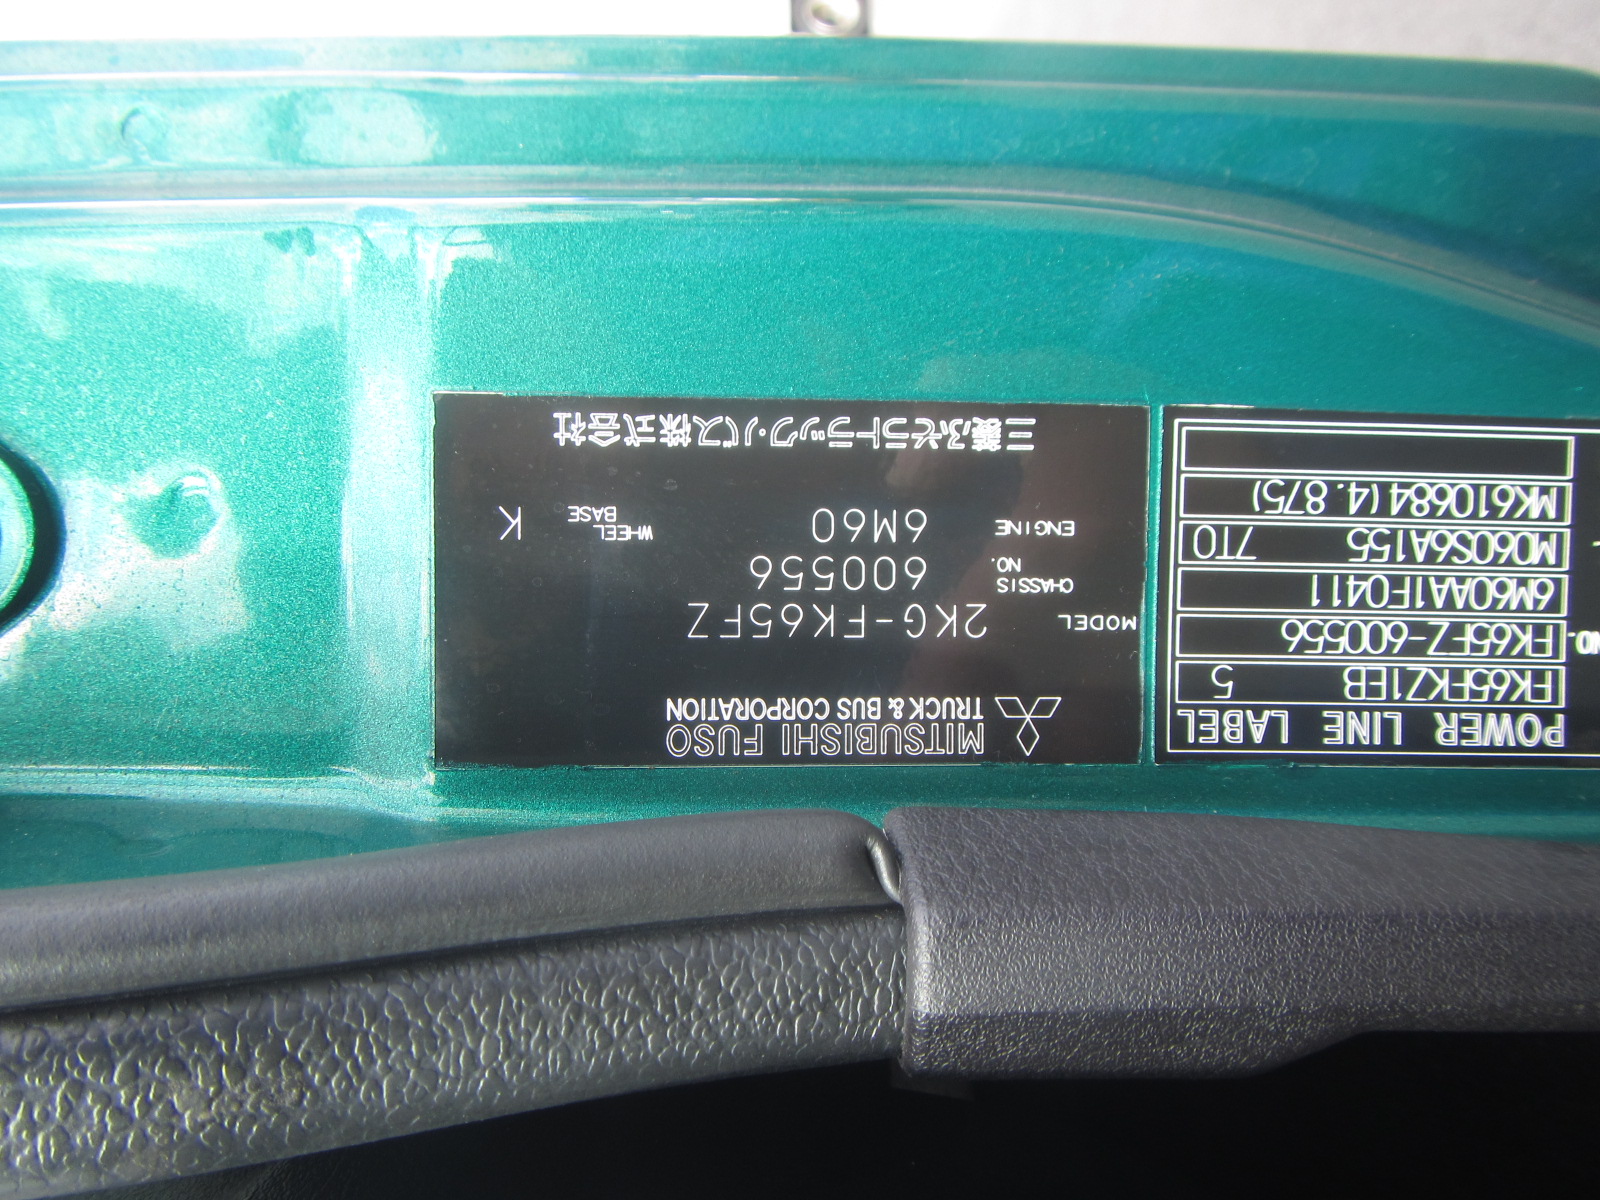 MITSUBISHI FUSO
TRUCK & BUS CORPORATION
MODEL 2KG-FK65FZ
CHASSIS NO. 600556
ENGINE 6M60 WHEEL BASE K
三菱ふそうトラック・バス株式会社
POWER LINE LABEL
FK65FKZ1EB 5
NO. FK65FZ-600556
6M60AA1F0411
M060S6A155 7T0
MK610684(4.875)